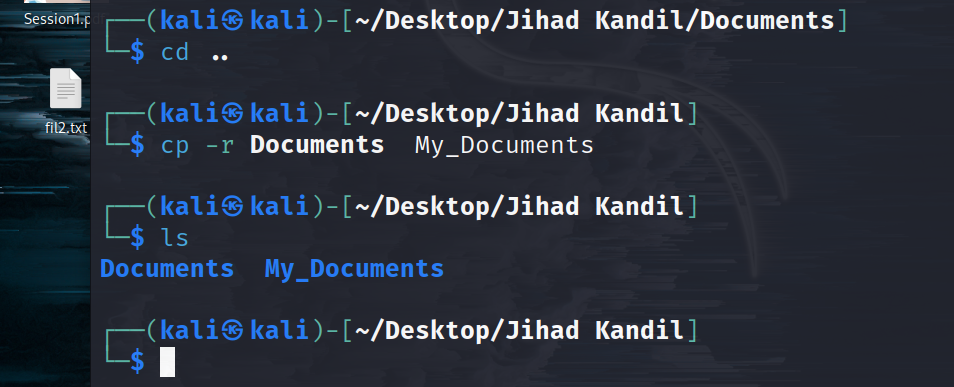 Session1.p
fil2.txt
┌──(kali㉿kali)-[~/Desktop/Jihad Kandil/Documents]
└─$ cd ..
┌──(kali㉿kali)-[~/Desktop/Jihad Kandil]
└─$ cp -r Documents  My_Documents
┌──(kali㉿kali)-[~/Desktop/Jihad Kandil]
└─$ ls
Documents  My_Documents
┌──(kali㉿kali)-[~/Desktop/Jihad Kandil]
└─$